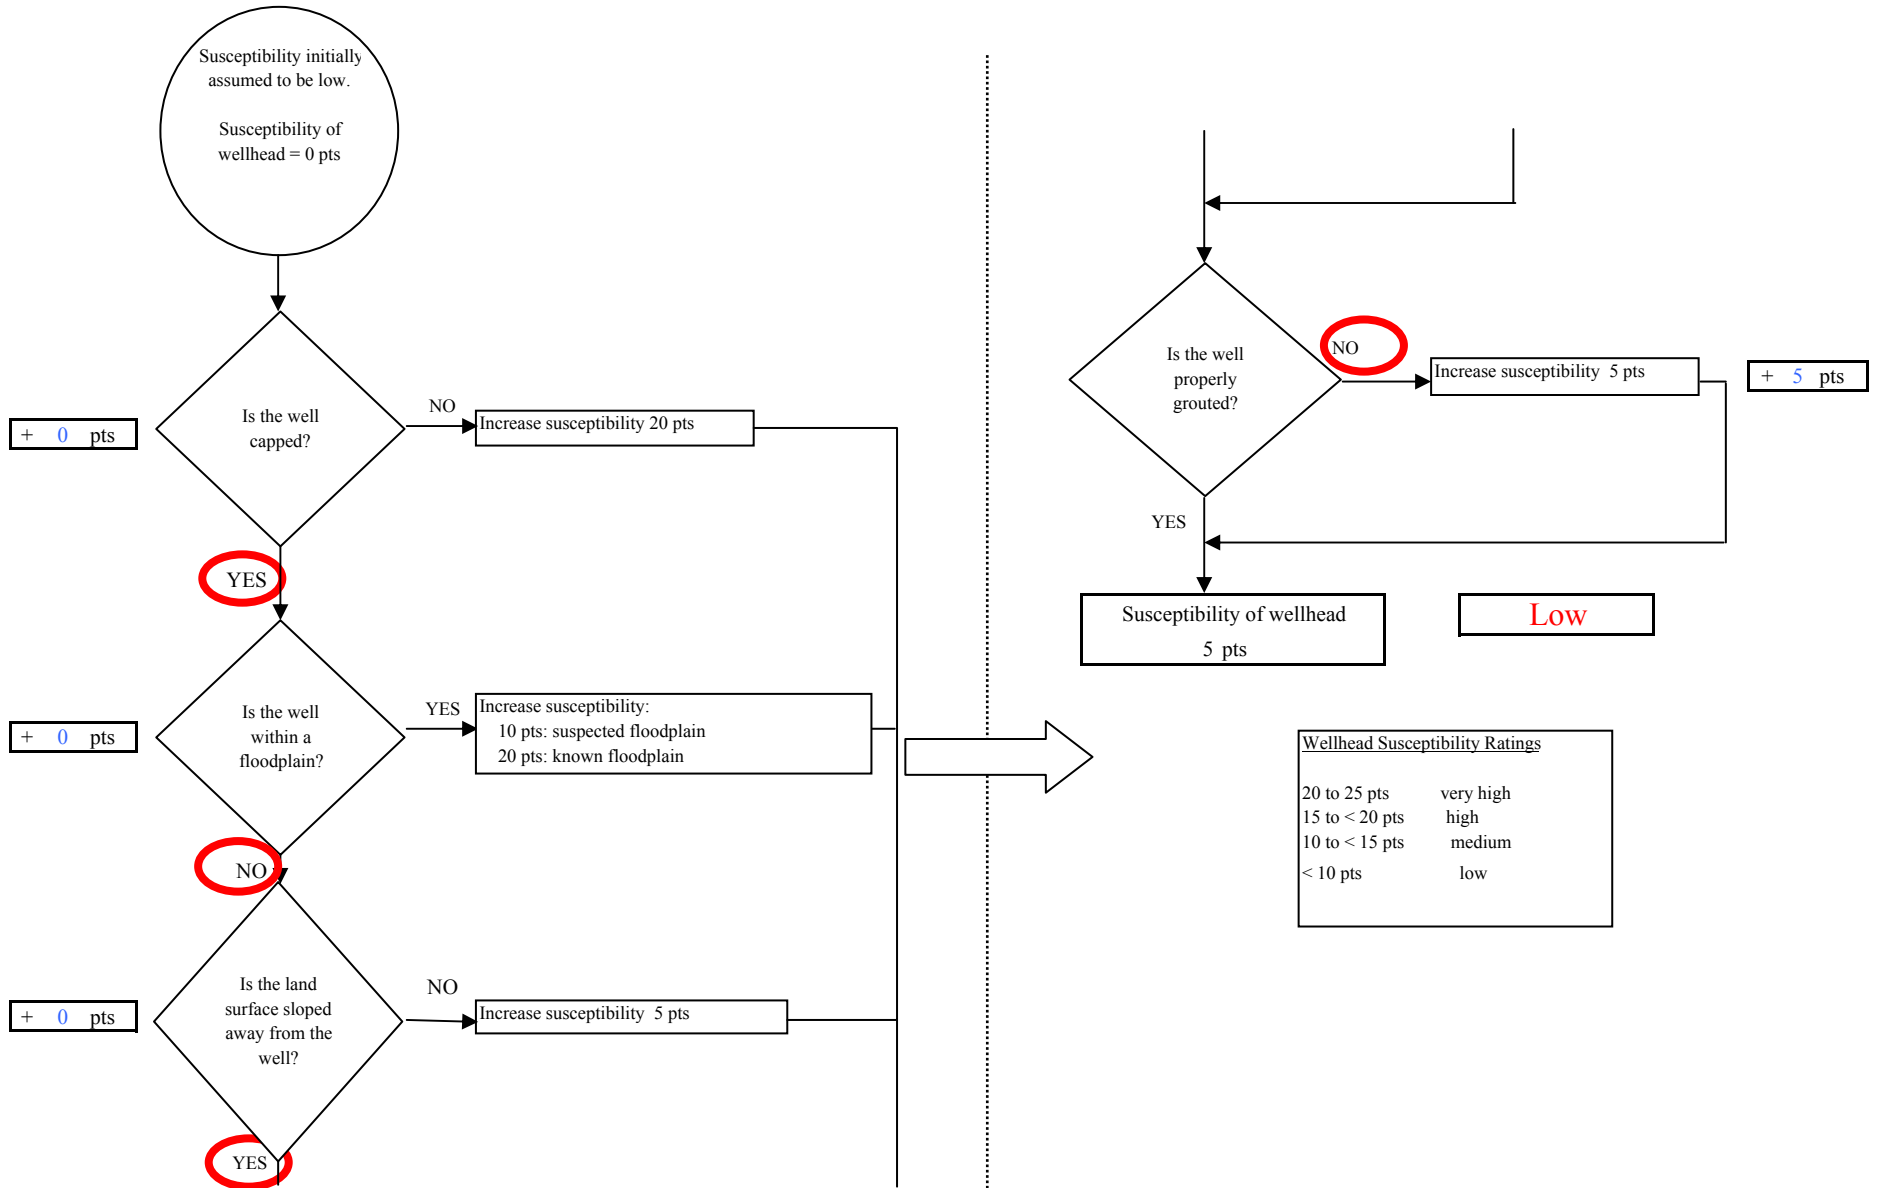 Susceptibility initially
assumed to be low.
Susceptibility of
wellhead = 0 pts
Is the well
capped?
NO
Increase susceptibility 20 pts
+ 0 pts
YES
Is the well
within a
floodplain?
YES
Increase susceptibility:
10 pts: suspected floodplain
20 pts: known floodplain
+ 0 pts
NO
Is the land
surface sloped
away from the
well?
NO
Increase susceptibility 5 pts
+ 0 pts
YES
Is the well
properly
grouted?
NO
Increase susceptibility 5 pts
+ 5 pts
YES
Susceptibility of wellhead
5 pts
Low
Wellhead Susceptibility Ratings
20 to 25 pts very high
15 to < 20 pts high
10 to < 15 pts medium
< 10 pts low